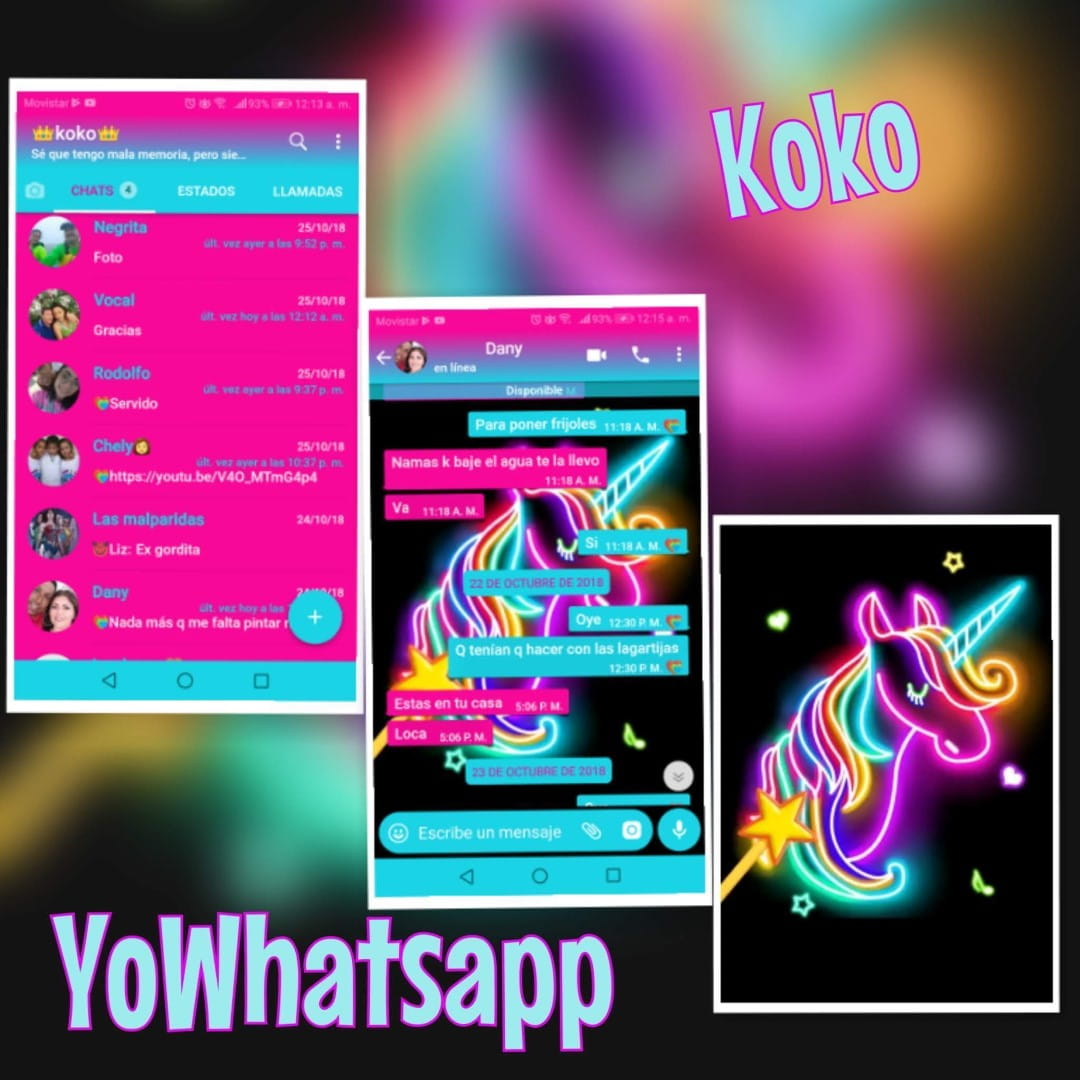 Koko
Movistar 93% 12:13 a. m.
👑koko👑
Sé que tengo mala memoria, pero sie...
CHATS 4 ESTADOS LLAMADAS
Negrita 25/10/18
últ. vez ayer a las 9:52 p. m.
Foto
Vocal 25/10/18
últ. vez hoy a las 12:12 a. m.
Gracias
Rodolfo 25/10/18
últ. vez ayer a las 9:37 p. m.
Servido
Chely 25/10/18
últ. vez ayer a las 10:37 p. m.
https://youtu.be/V4O_MTmG4p4
Las malparidas 24/10/18
Liz: Ex gordita
Dany
últ. vez hoy a las
Nada más q me falta pintar
Movistar 93% 12:15 a. m.
Dany
en línea
Disponible
Para poner frijoles 11:18 A. M.
Namas k baje el agua te la llevo
11:18 A. M.
Va 11:18 A. M.
Si 11:18 A. M.
22 DE OCTUBRE DE 2018
Oye 12:30 P. M.
Q tenían q hacer con las lagartijas
12:30 P. M.
Estas en tu casa 5:06 P. M.
Loca 5:06 P. M.
23 DE OCTUBRE DE 2018
Escribe un mensaje
YoWhatsapp